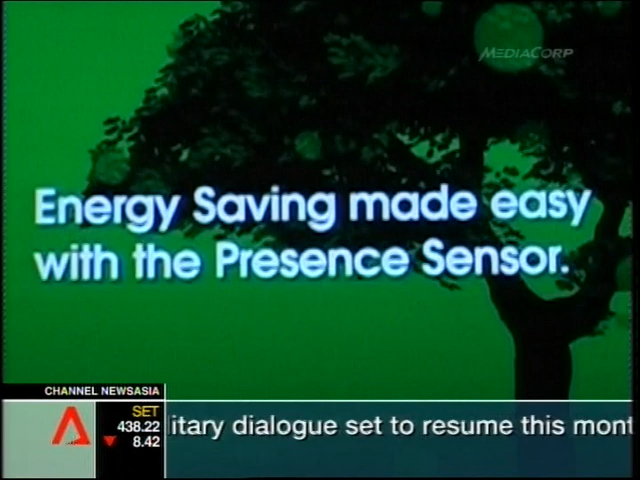 MEDIACORP
Energy Saving made easy
with the Presence Sensor.
CHANNEL NEWSASIA
SET
438.22
8.42
litary dialogue set to resume this mont